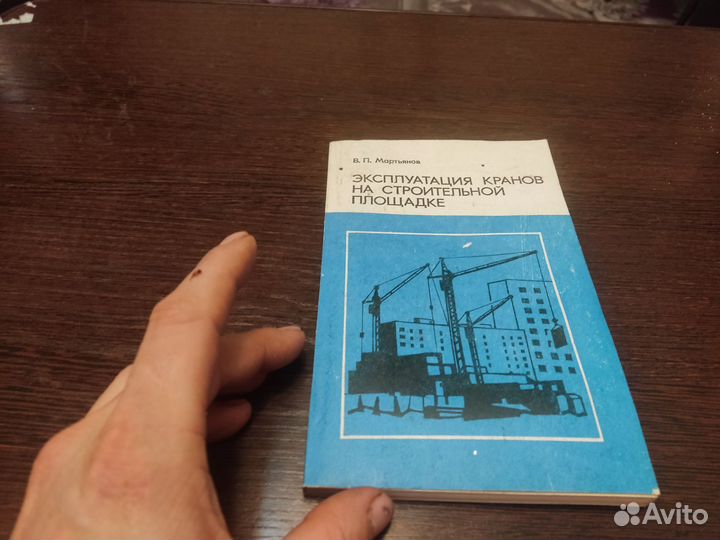 В. П. Мартьянов
ЭКСПЛУАТАЦИЯ КРАНОВ
НА СТРОИТЕЛЬНОЙ
ПЛОЩАДКЕ
Avito